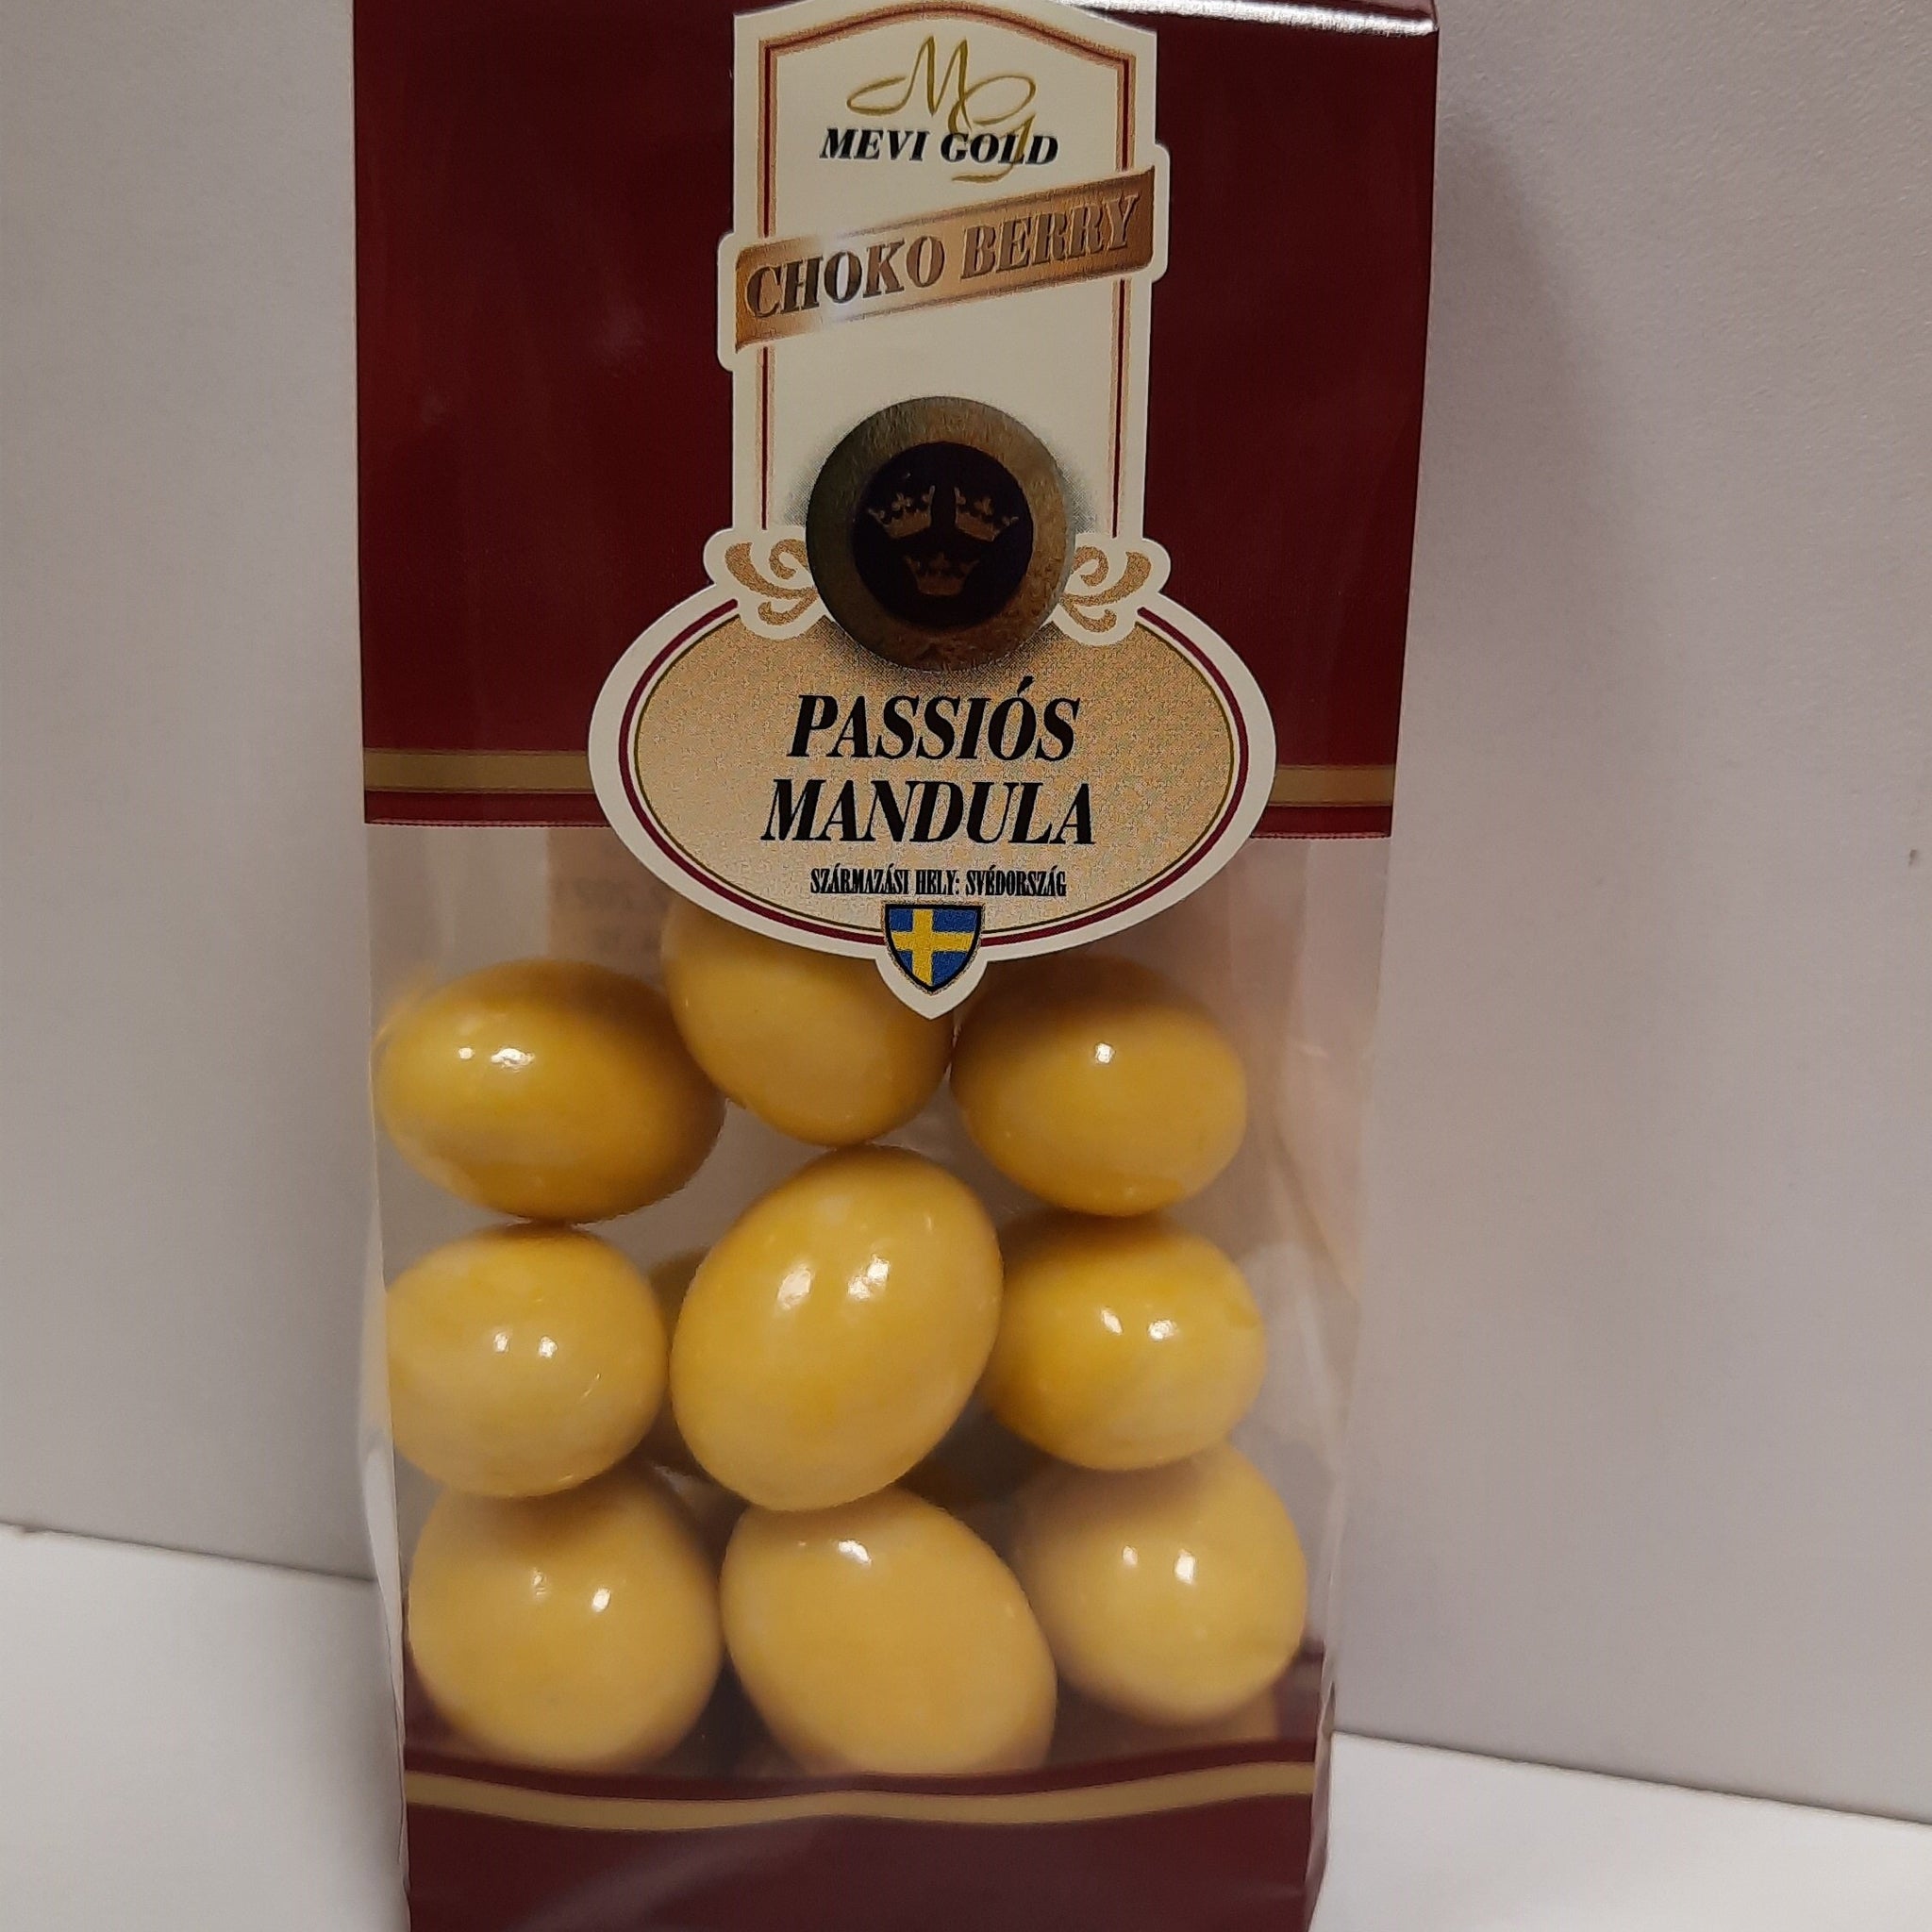 MG
MEVI GOLD
CHOKO BERRY
PASSIÓS
MANDULA
SZÁRMAZÁSI HELY: SVÉDORSZÁG